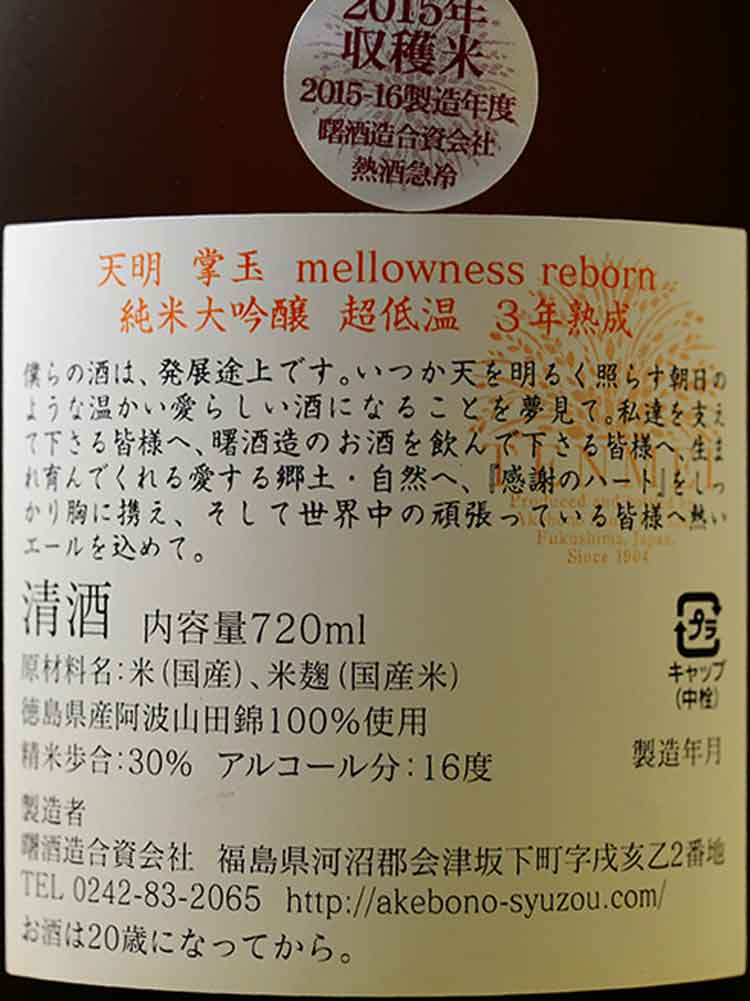 2015年
収穫米
2015-16製造年度
曙酒造合資会社
熱酒急冷
天明 掌玉 mellowness reborn
純米大吟醸 超低温 3年熟成
僕らの酒は、発展途上です。いつか天を明るく照らす朝日の
ような温かい愛らしい酒になることを夢見て。私達を支え
て下さる皆様へ、曙酒造のお酒を飲んで下さる皆様へ、生ま
れ育んでくれる愛する郷土・自然へ、『感謝のハート』をしっ
かり胸に携え、そして世界中の頑張っている皆様へ熱い
エールを込めて。
Produced and
Fukushima, Japan.
Since 1904
清酒 内容量720ml
原材料名:米(国産)、米麹(国産米)
徳島県産阿波山田錦100%使用
精米歩合:30% アルコール分:16度
プラ
キャップ
(中栓)
製造年月
製造者
曙酒造合資会社 福島県河沼郡会津坂下町字戌亥乙2番地
TEL 0242-83-2065 http://akebono-syuzou.com/
お酒は20歳になってから。